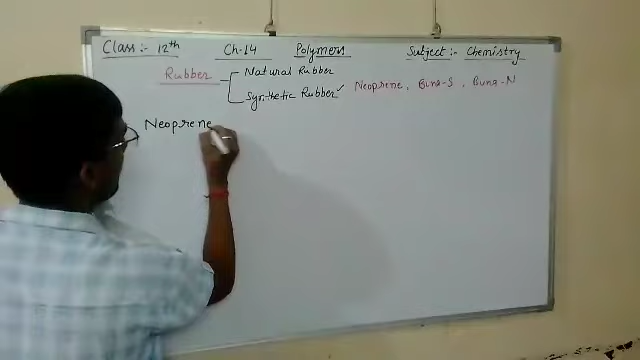 Class:- 12th Ch-14 Polymers Subject:- Chemistry
Rubber Natural Rubber
Synthetic Rubber ✓ Neoprene, Buna-S, Buna-N
Neoprene